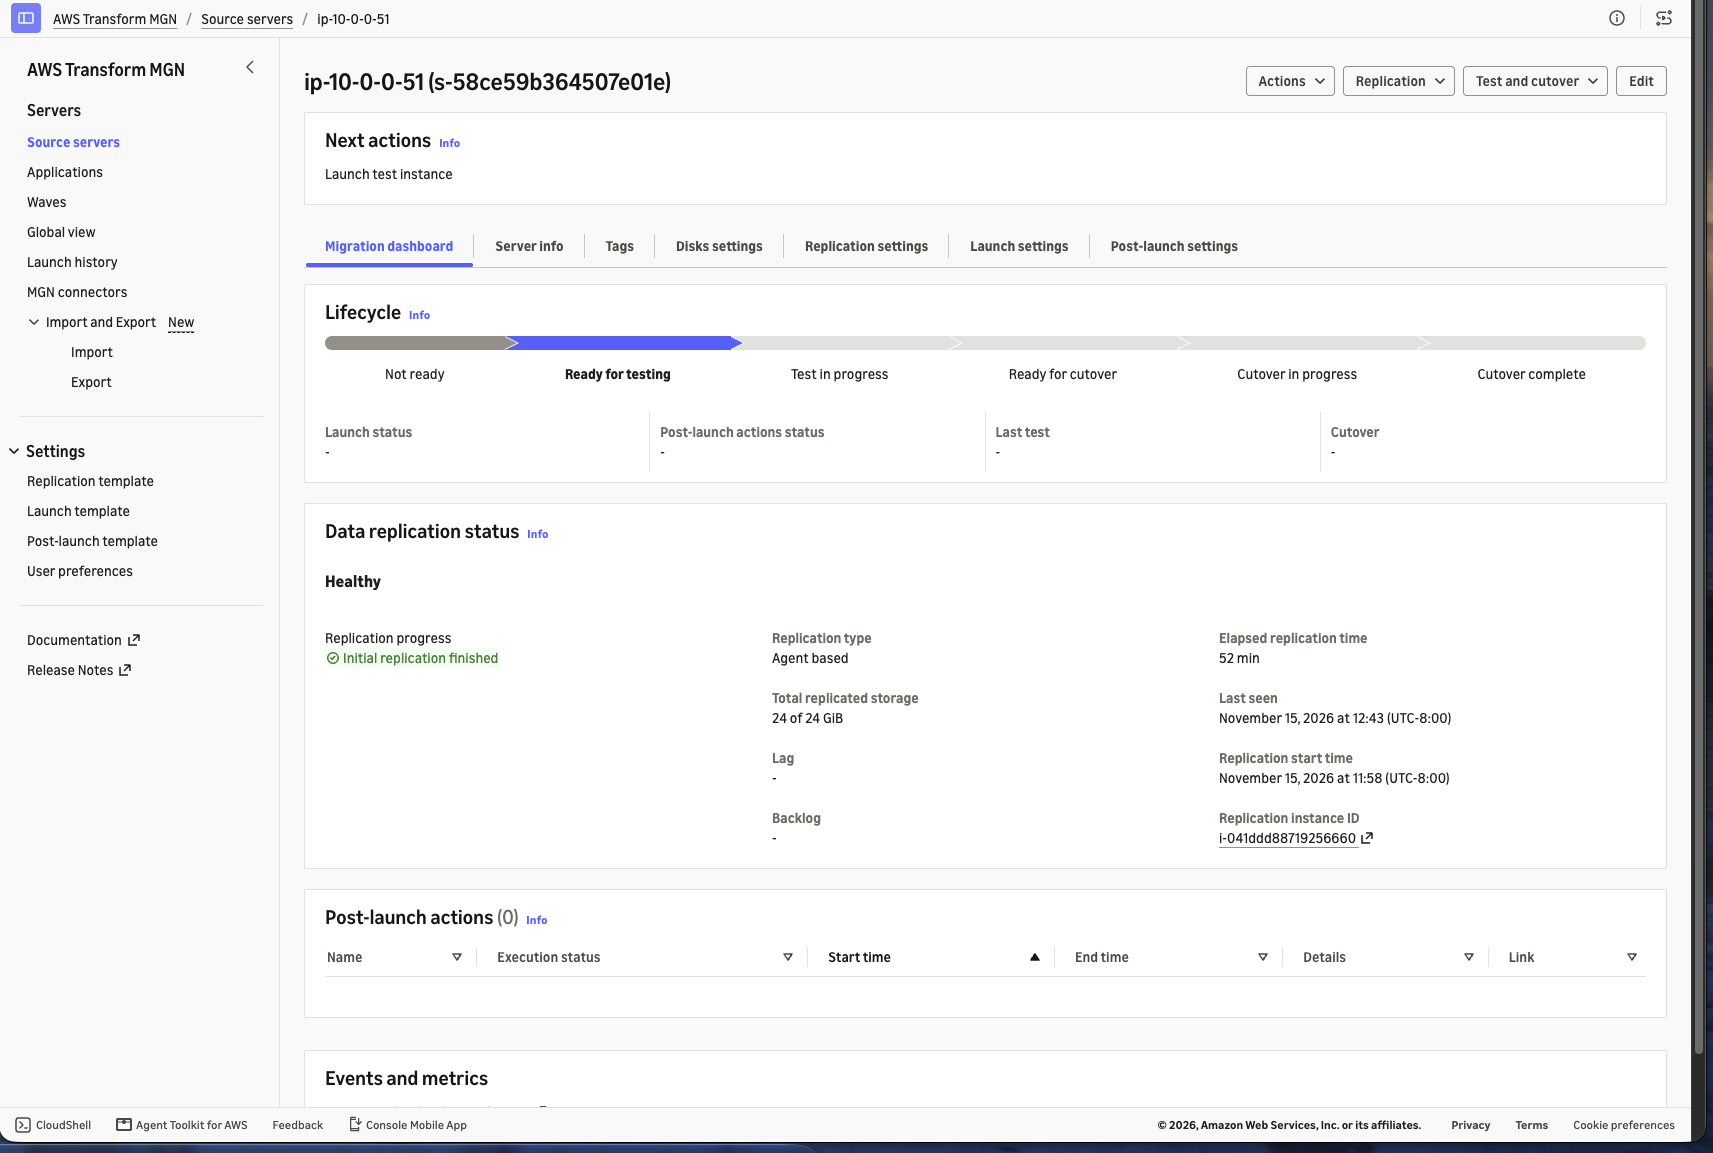 AWS Transform MGN / Source servers / ip-10-0-0-51
AWS Transform MGN
Servers
Source servers
Applications
Waves
Global view
Launch history
MGN connectors
Import and Export New
Import
Export
Settings
Replication template
Launch template
Post-launch template
User preferences
Documentation
Release Notes
ip-10-0-0-51 (s-58ce59b364507e01e)
Actions Replication Test and cutover Edit
Next actions Info
Launch test instance
Migration dashboard Server info Tags Disks settings Replication settings Launch settings Post-launch settings
Lifecycle Info
Not ready Ready for testing Test in progress Ready for cutover Cutover in progress Cutover complete
Launch status Post-launch actions status Last test Cutover
- - - -
Data replication status Info
Healthy
Replication progress
Initial replication finished
Replication type
Agent based
Total replicated storage
24 of 24 GiB
Lag
-
Backlog
-
Elapsed replication time
52 min
Last seen
November 15, 2026 at 12:43 (UTC-8:00)
Replication start time
November 15, 2026 at 11:58 (UTC-8:00)
Replication instance ID
i-041ddd88719256660
Post-launch actions (0) Info
Name Execution status Start time End time Details Link
Events and metrics
CloudShell Agent Toolkit for AWS Feedback Console Mobile App © 2026, Amazon Web Services, Inc. or its affiliates. Privacy Terms Cookie preferences